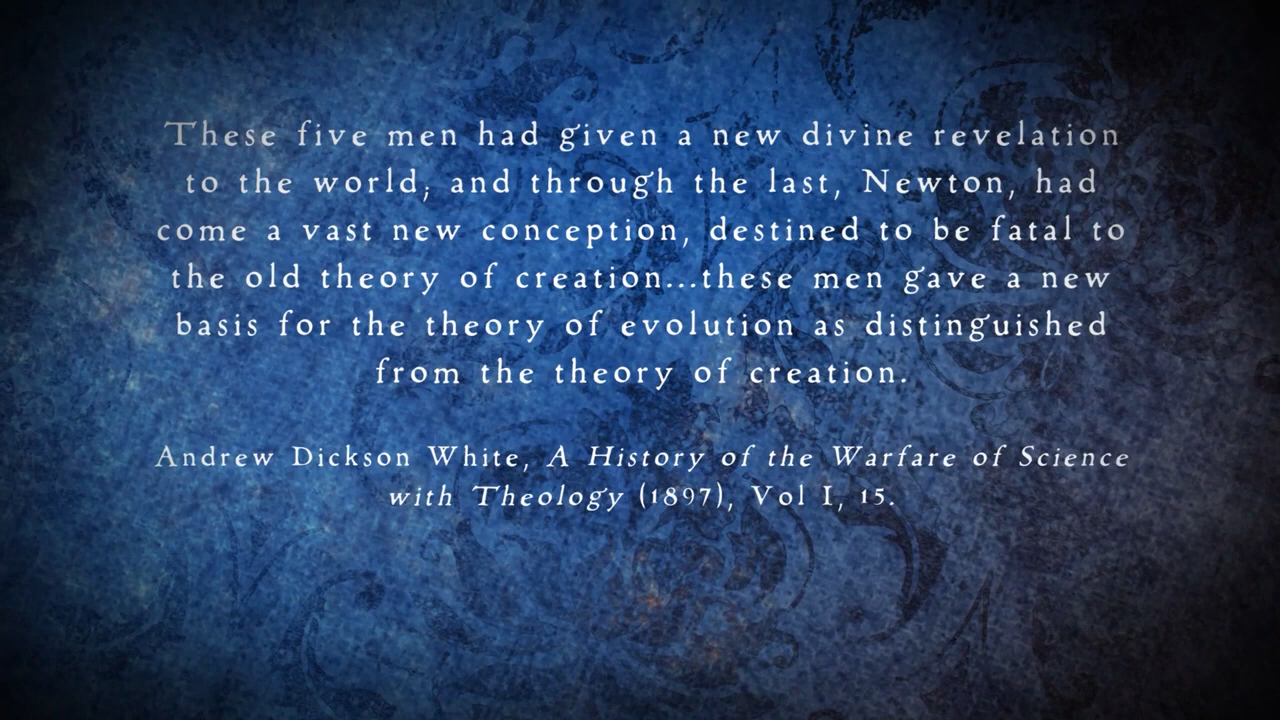 These five men had given a new divine revelation
to the world; and through the last, Newton, had
come a vast new conception, destined to be fatal to
the old theory of creation...these men gave a new
basis for the theory of evolution as distinguished
from the theory of creation.
Andrew Dickson White, A History of the Warfare of Science
with Theology (1897), Vol I, 15.